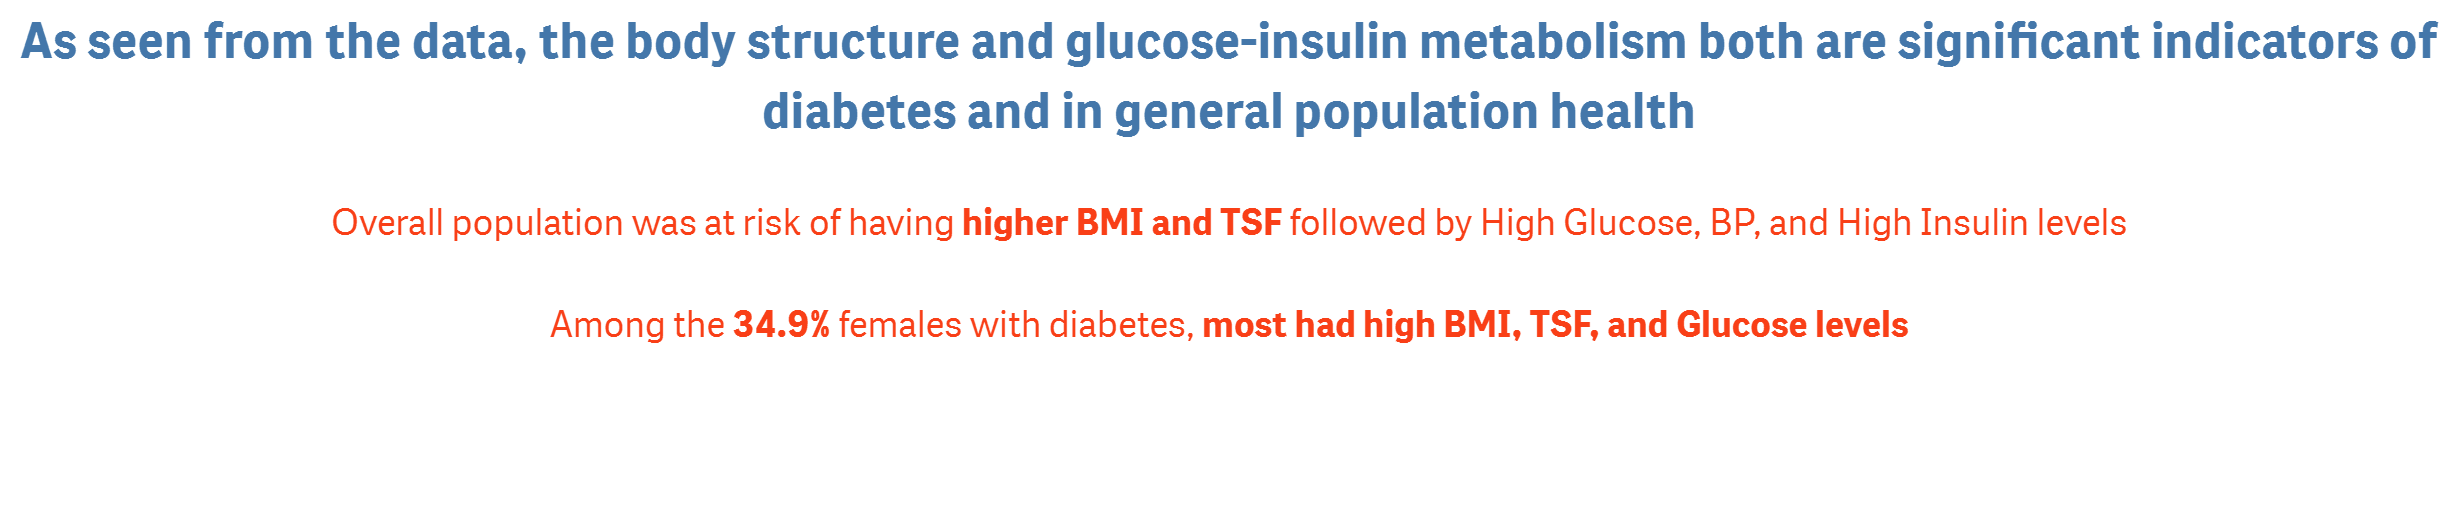 As seen from the data, the body structure and glucose-insulin metabolism both are significant indicators of
diabetes and in general population health
Overall population was at risk of having higher BMI and TSF followed by High Glucose, BP, and High Insulin levels
Among the 34.9% females with diabetes, most had high BMI, TSF, and Glucose levels